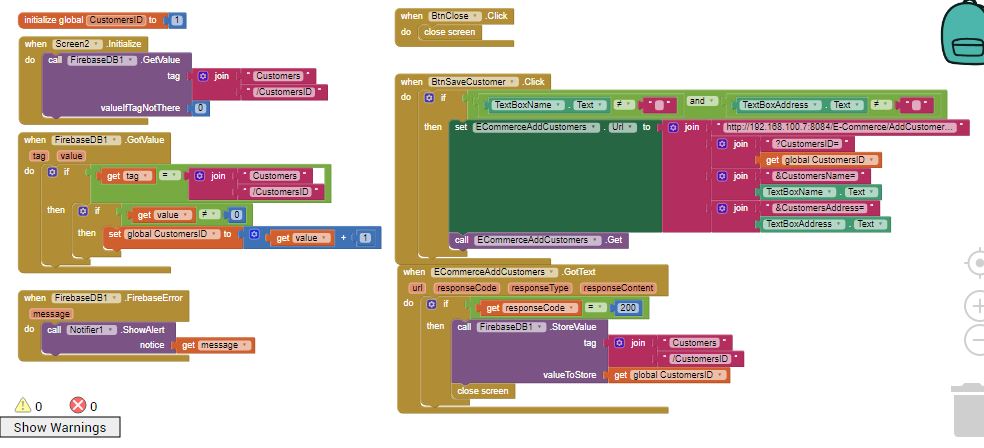 initialize global CustomersID to 1
when Screen2 .Initialize
do call FirebaseDB1 .GetValue
tag join " Customers "
" /CustomersID "
valueIfTagNotThere 0
when FirebaseDB1 .GotValue
tag value
do if get tag = join " Customers "
" /CustomersID "
then if get value ≠ 0
then set global CustomersID to get value + 1
when FirebaseDB1 .FirebaseError
message
do call Notifier1 .ShowAlert
notice get message
0 0
Show Warnings
when BtnClose .Click
do close screen
when BtnSaveCustomer .Click
do if TextBoxName . Text ≠ " " and TextBoxAddress . Text ≠ " "
then set ECommerceAddCustomers . Url to join " http://192.168.100.7:8084/E-Commerce/AddCustomer... "
join " ?CustomersID= "
get global CustomersID
join " &CustomersName= "
TextBoxName . Text
join " &CustomersAddress= "
TextBoxAddress . Text
call ECommerceAddCustomers .Get
when ECommerceAddCustomers .GotText
url responseCode responseType responseContent
do if get responseCode = 200
then call FirebaseDB1 .StoreValue
tag join " Customers "
" /CustomersID "
valueToStore get global CustomersID
close screen